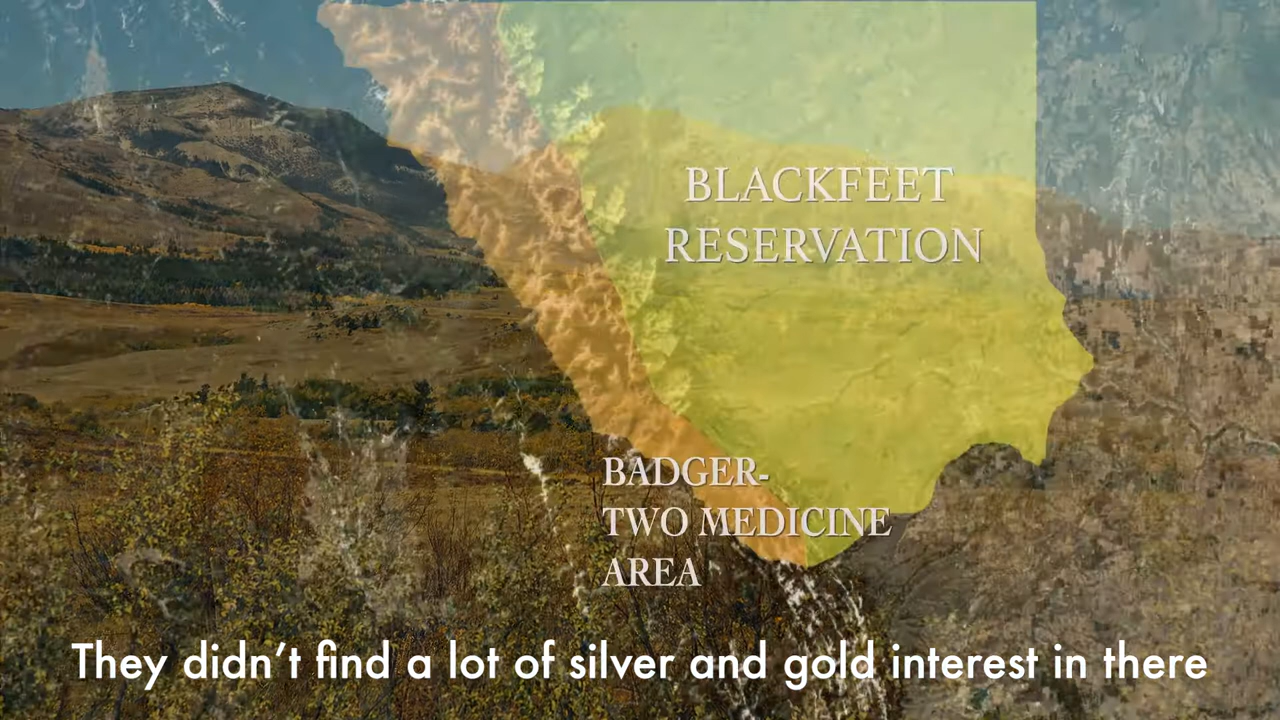 BLACKFEET
RESERVATION
BADGER-
TWO MEDICINE
AREA
They didn't find a lot of silver and gold interest in there